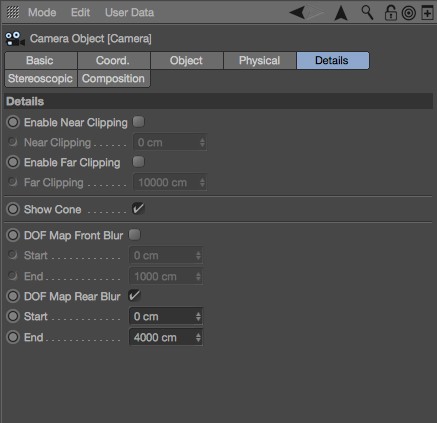 Mode Edit User Data
Camera Object [Camera]
Basic Coord. Object Physical Details
Stereoscopic Composition
Details
Enable Near Clipping
Near Clipping . . . . . . 0 cm
Enable Far Clipping
Far Clipping . . . . . . . 10000 cm
Show Cone . . . . . . .
DOF Map Front Blur
Start . . . . . . . . . . . . 0 cm
End . . . . . . . . . . . . . 1000 cm
DOF Map Rear Blur
Start . . . . . . . . . . . . 0 cm
End . . . . . . . . . . . . . 4000 cm